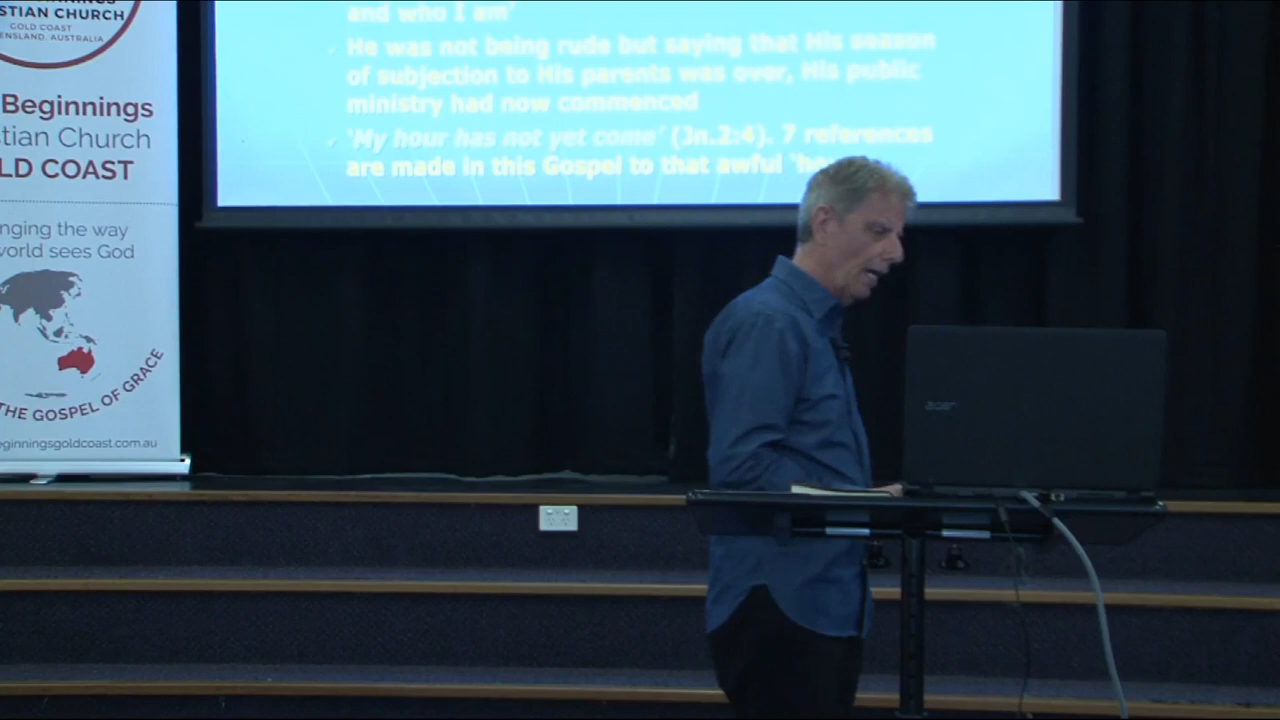 STIAN CHURCH
GOLD COAST
ENSLAND, AUSTRALIA
Beginnings
stian Church
LD COAST
nging the way
world sees God
THE GOSPEL OF GRACE
eginningsgoldcoast.com.au
and who I am'
He was not being rude but saying that His season
of subjection to His parents was over, His public
ministry had now commenced
'My hour has not yet come' (Jn.2:4). 7 references
are made in this Gospel to that awful
acer